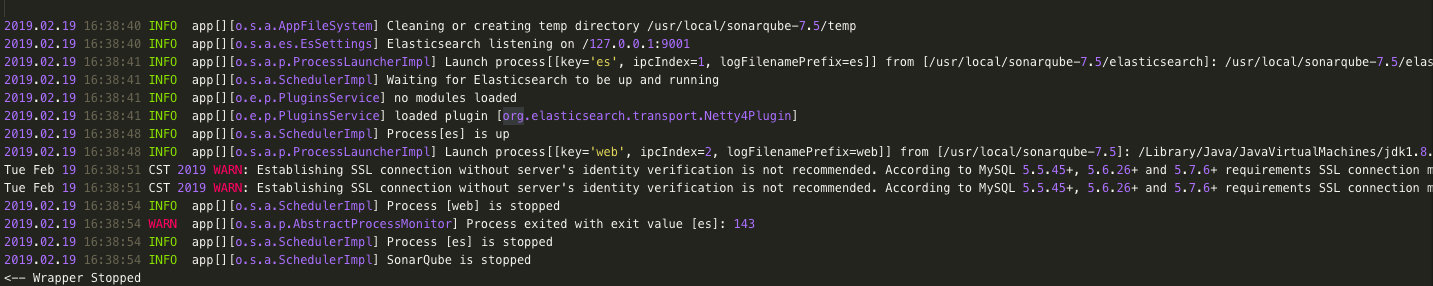 2019.02.19 16:38:40 INFO  app[][o.s.a.AppFileSystem] Cleaning or creating temp directory /usr/local/sonarqube-7.5/temp
2019.02.19 16:38:40 INFO  app[][o.s.a.es.EsSettings] Elasticsearch listening on /127.0.0.1:9001
2019.02.19 16:38:41 INFO  app[][o.s.a.p.ProcessLauncherImpl] Launch process[[key='es', ipcIndex=1, logFilenamePrefix=es]] from [/usr/local/sonarqube-7.5/elasticsearch]: /usr/local/sonarqube-7.5/elas
2019.02.19 16:38:41 INFO  app[][o.s.a.SchedulerImpl] Waiting for Elasticsearch to be up and running
2019.02.19 16:38:41 INFO  app[][o.e.p.PluginsService] no modules loaded
2019.02.19 16:38:41 INFO  app[][o.e.p.PluginsService] loaded plugin [org.elasticsearch.transport.Netty4Plugin]
2019.02.19 16:38:48 INFO  app[][o.s.a.SchedulerImpl] Process[es] is up
2019.02.19 16:38:48 INFO  app[][o.s.a.p.ProcessLauncherImpl] Launch process[[key='web', ipcIndex=2, logFilenamePrefix=web]] from [/usr/local/sonarqube-7.5]: /Library/Java/JavaVirtualMachines/jdk1.8.
Tue Feb 19 16:38:51 CST 2019 WARN: Establishing SSL connection without server's identity verification is not recommended. According to MySQL 5.5.45+, 5.6.26+ and 5.7.6+ requirements SSL connection m
Tue Feb 19 16:38:51 CST 2019 WARN: Establishing SSL connection without server's identity verification is not recommended. According to MySQL 5.5.45+, 5.6.26+ and 5.7.6+ requirements SSL connection m
2019.02.19 16:38:54 INFO  app[][o.s.a.SchedulerImpl] Process [web] is stopped
2019.02.19 16:38:54 WARN  app[][o.s.a.p.AbstractProcessMonitor] Process exited with exit value [es]: 143
2019.02.19 16:38:54 INFO  app[][o.s.a.SchedulerImpl] Process [es] is stopped
2019.02.19 16:38:54 INFO  app[][o.s.a.SchedulerImpl] SonarQube is stopped
<-- Wrapper Stopped